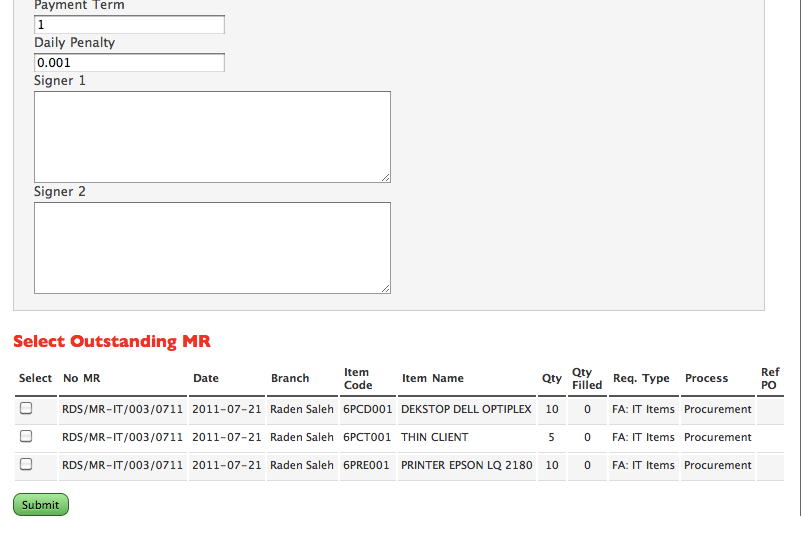 Payment Term
1
Daily Penalty
0.001
Signer 1
Signer 2
Select Outstanding MR
Select No MR Date Branch Item Code Item Name Qty Qty Filled Req. Type Process Ref PO
RDS/MR-IT/003/0711 2011-07-21 Raden Saleh 6PCD001 DEKSTOP DELL OPTIPLEX 10 0 FA: IT Items Procurement
RDS/MR-IT/003/0711 2011-07-21 Raden Saleh 6PCT001 THIN CLIENT 5 0 FA: IT Items Procurement
RDS/MR-IT/003/0711 2011-07-21 Raden Saleh 6PRE001 PRINTER EPSON LQ 2180 10 0 FA: IT Items Procurement
Submit